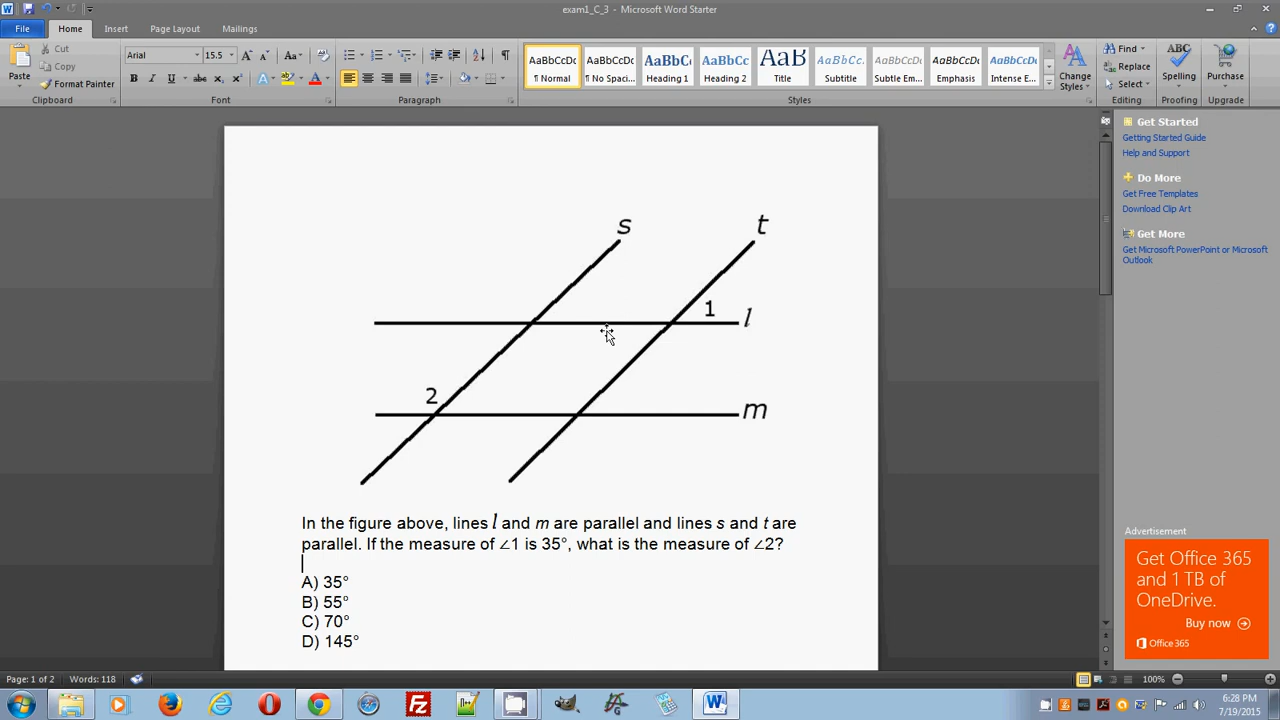 exam1_C_3 - Microsoft Word Starter
File Home Insert Page Layout Mailings
Paste
Cut
Copy
Format Painter
Clipboard
Arial 15.5
Font
Paragraph
AaBbCcDc AaBbCcDc AaBbC AaBbCc AaB AaBbCc. AaBbCcDc AaBbCcDc AaBbCcDc
¶ Normal ¶ No Spaci... Heading 1 Heading 2 Title Subtitle Subtle Em... Emphasis Intense E...
Change Styles
Styles
Find
Replace
Select
Editing
Spelling
Proofing
Purchase
Upgrade
s t
1 l
2
m
In the figure above, lines l and m are parallel and lines s and t are
parallel. If the measure of ∠1 is 35°, what is the measure of ∠2?
A) 35°
B) 55°
C) 70°
D) 145°
Get Started
Getting Started Guide
Help and Support
Do More
Get Free Templates
Download Clip Art
Get More
Get Microsoft PowerPoint or Microsoft
Outlook
Advertisement
Get Office 365
and 1 TB of
OneDrive.
Buy now
Office 365
Page: 1 of 2 Words: 118 100%
6:28 PM
7/19/2015